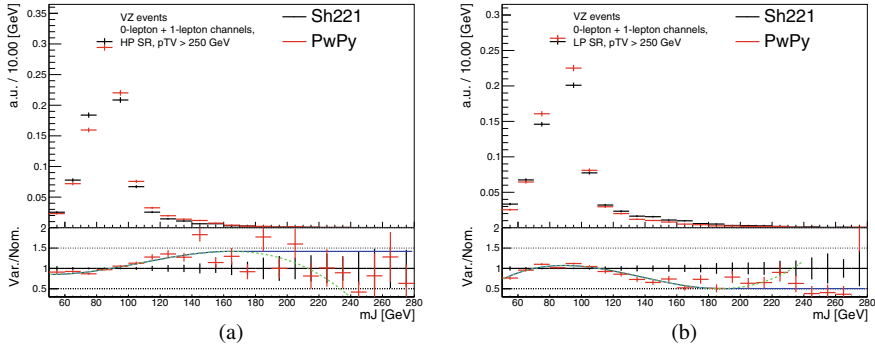 a.u. / 10.00 [GeV]
0.35
0.3
0.25
0.2
0.15
0.1
0.05
VZ events
0-lepton + 1-lepton channels,
HP SR, pTV > 250 GeV
Sh221
PwPy
Var./Nom.
2
1.5
1
0.5
60 80 100 120 140 160 180 200 220 240 260 280
mJ [GeV]
(a)
a.u. / 10.00 [GeV]
0.35
0.3
0.25
0.2
0.15
0.1
0.05
VZ events
0-lepton + 1-lepton channels,
LP SR, pTV > 250 GeV
Sh221
PwPy
Var./Nom.
2
1.5
1
0.5
60 80 100 120 140 160 180 200 220 240 260 280
mJ [GeV]
(b)